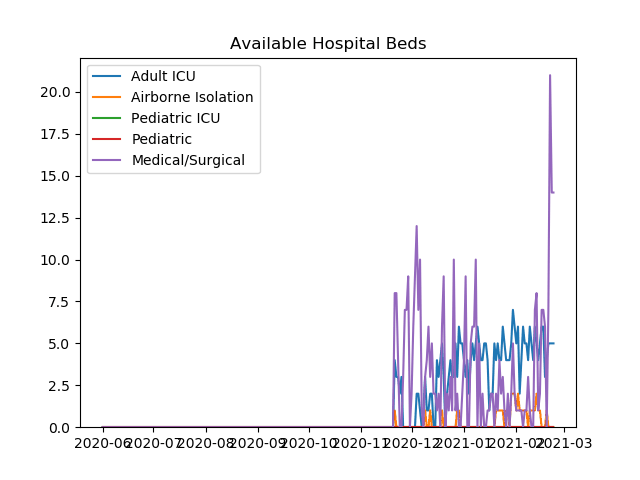 Available Hospital Beds
Adult ICU
Airborne Isolation
Pediatric ICU
Pediatric
Medical/Surgical
20.0
17.5
15.0
12.5
10.0
7.5
5.0
2.5
0.0
2020-06 2020-07 2020-08 2020-09 2020-10 2020-11 2020-12 2021-01 2021-02 2021-03